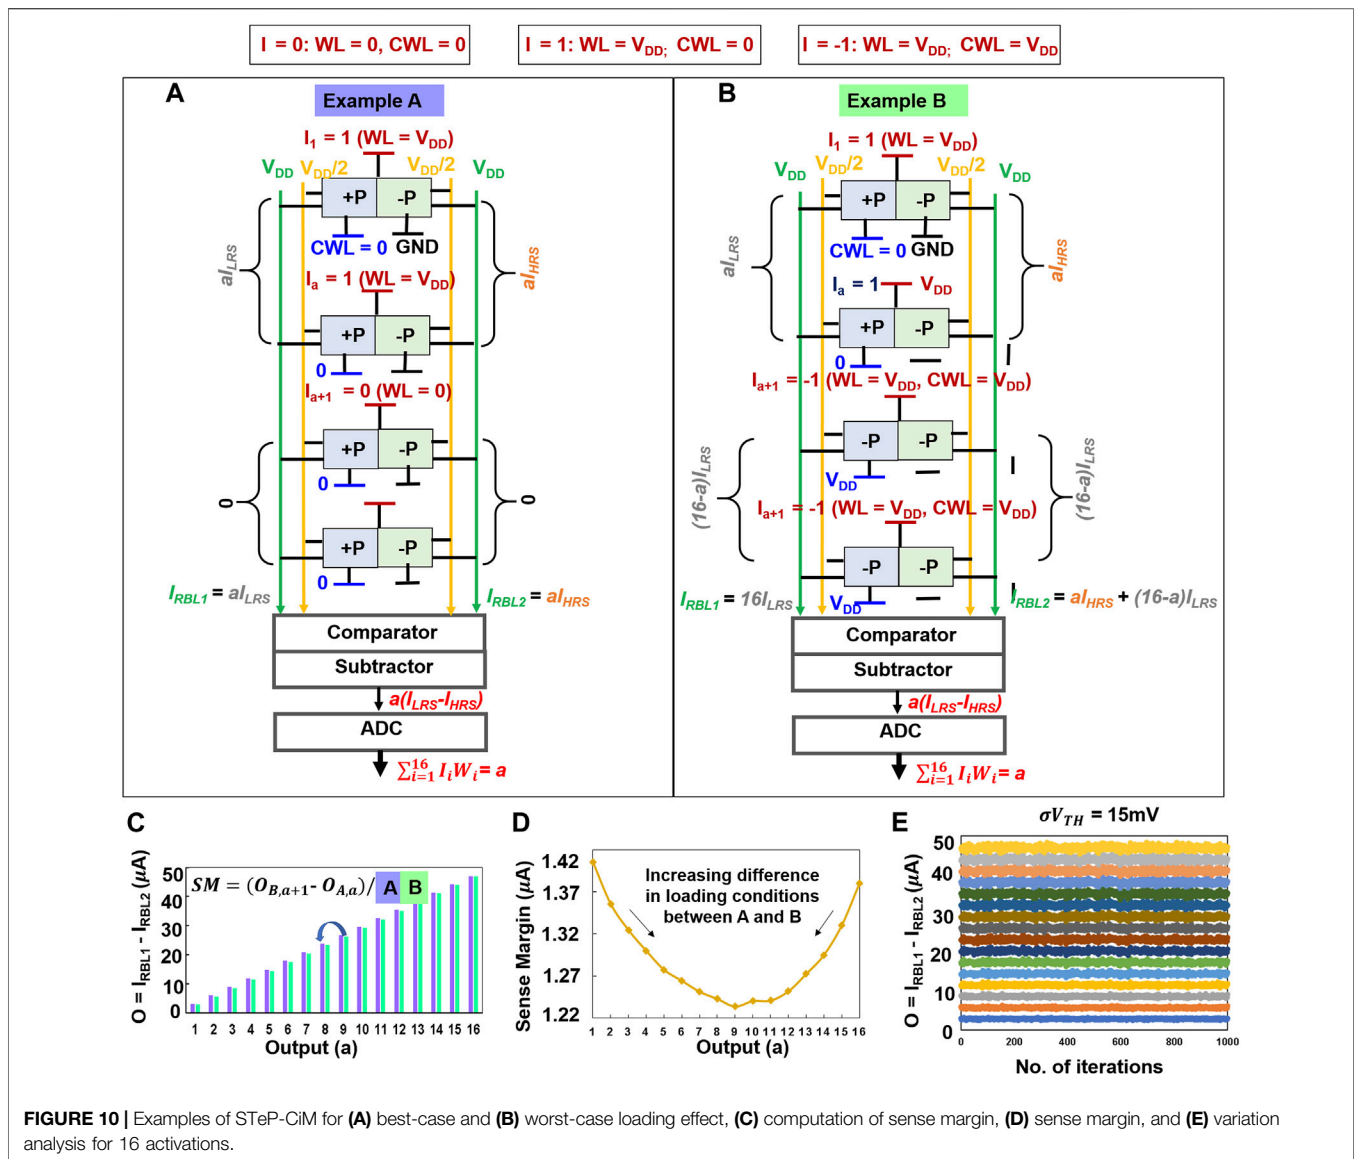 I = 0: WL = 0, CWL = 0
I = 1: WL = VDD; CWL = 0
I = -1: WL = VDD; CWL = VDD
A
Example A
I1 = 1 (WL = VDD)
VDD
VDD/2
VDD/2
VDD
+P
-P
CWL = 0
GND
aILRS
aIHRS
Ia = 1 (WL = VDD)
+P
-P
0
Ia+1 = 0 (WL = 0)
+P
-P
0
0
0
+P
-P
0
IRBL1 = aILRS
IRBL2 = aIHRS
Comparator
Subtractor
a(ILRS-IHRS)
ADC
∑i=1^16 IiWi = a
B
Example B
I1 = 1 (WL = VDD)
VDD
VDD/2
VDD/2
VDD
+P
-P
CWL = 0
GND
aILRS
aIHRS
Ia = 1
VDD
+P
-P
0
Ia+1 = -1 (WL = VDD, CWL = VDD)
-P
-P
VDD
(16-a)ILRS
(16-a)ILRS
Ia+1 = -1 (WL = VDD, CWL = VDD)
-P
-P
VDD
IRBL1 = 16ILRS
IRBL2 = aIHRS + (16-a)ILRS
Comparator
Subtractor
a(ILRS-IHRS)
ADC
∑i=1^16 IiWi = a
C
O = IRBL1 - IRBL2 (μA)
50
40
30
20
10
0
SM = (OB,a+1- OA,a)/
A
B
1 2 3 4 5 6 7 8 9 10 11 12 13 14 15 16
Output (a)
D
Sense Margin (μA)
1.42
1.37
1.32
1.27
1.22
Increasing difference
in loading conditions
between A and B
1 2 3 4 5 6 7 8 9 10 11 12 13 14 15 16
Output (a)
E
σVTH = 15mV
O = IRBL1 - IRBL2 (μA)
50
40
30
20
10
0
0 200 400 600 800 1000
No. of iterations
FIGURE 10 | Examples of STeP-CiM for (A) best-case and (B) worst-case loading effect, (C) computation of sense margin, (D) sense margin, and (E) variation
analysis for 16 activations.